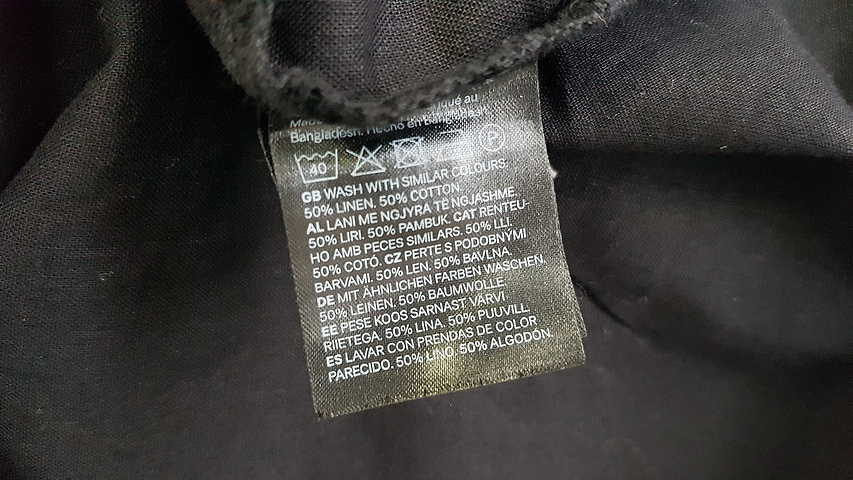 Made
au
Bangladesh. Hecho en Bangladesh
40 P
GB WASH WITH SIMILAR COLOURS.
50% LINEN. 50% COTTON.
AL LANI ME NGJYRA TË NGJASHME.
50% LIRI. 50% PAMBUK. CAT RENTEU-
HO AMB PECES SIMILARS. 50% LLI.
50% COTÓ. CZ PERTE S PODOBNÝMI
BARVAMI. 50% LEN. 50% BAVLNA.
DE MIT ÄHNLICHEN FARBEN WASCHEN.
50% LEINEN. 50% BAUMWOLLE.
EE PESE KOOS SARNAST VÄRVI
RIIETEGA. 50% LINA. 50% PUUVILL.
ES LAVAR CON PRENDAS DE COLOR
PARECIDO. 50% LINO. 50% ALGODÓN.